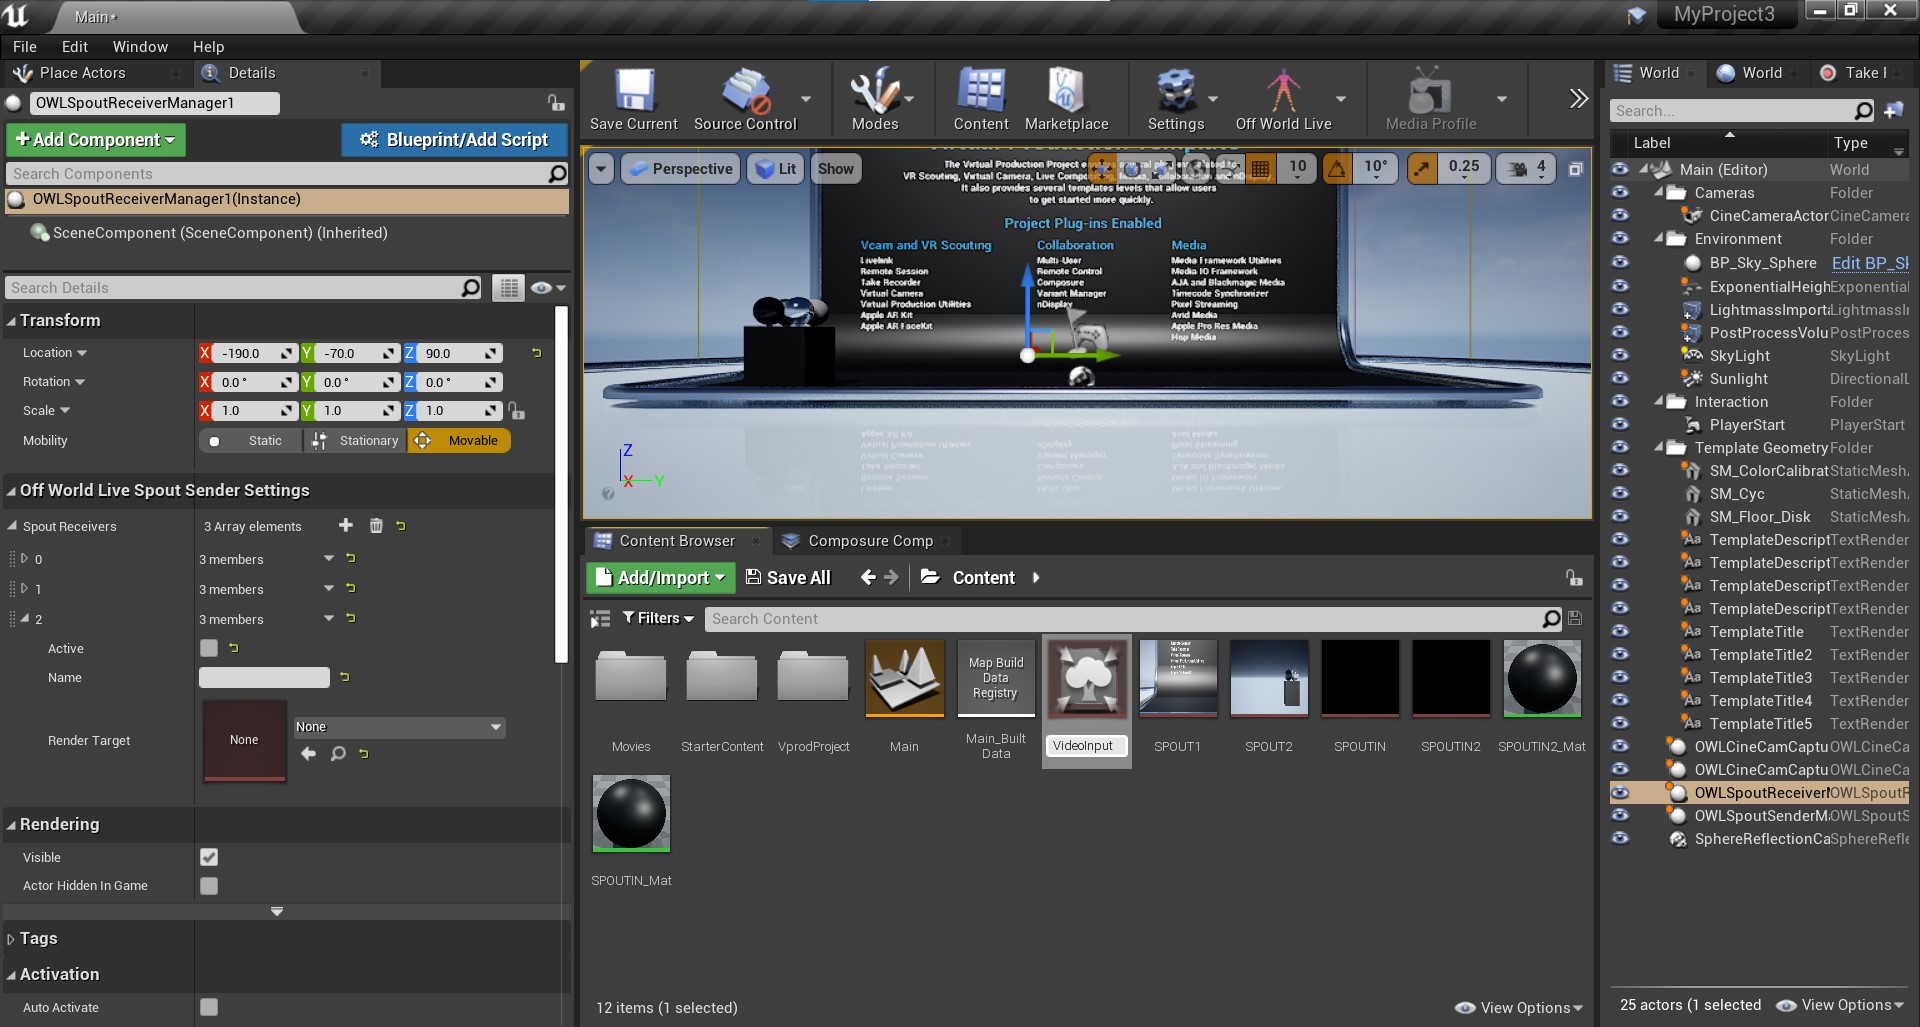 Main*
MyProject3
File Edit Window Help
Place Actors
Details
OWLSpoutReceiverManager1
+Add Component
Blueprint/Add Script
Search Components
OWLSpoutReceiverManager1(Instance)
SceneComponent (SceneComponent) (Inherited)
Search Details
Transform
Location X -190.0 Y -70.0 Z 90.0
Rotation X 0.0° Y 0.0° Z 0.0°
Scale X 1.0 Y 1.0 Z 1.0
Mobility Static Stationary Movable
Off World Live Spout Sender Settings
Spout Receivers 3 Array elements
0 3 members
1 3 members
2 3 members
Active
Name
Render Target None None
Rendering
Visible
Actor Hidden In Game
Tags
Activation
Auto Activate
Save Current
Source Control
Modes
Content
Marketplace
Settings
Off World Live
Media Profile
Perspective Lit Show 10 10° 0.25 4
The Virtual Production Project
VR Scouting, Virtual Camera, Live
It also provides several templates levels that allow users
to get started more quickly.
Project Plug-ins Enabled
Vcam and VR Scouting
Livelink
Remote Session
Take Recorder
Virtual Camera
Virtual Production Utilities
Apple AR Kit
Apple AR FaceKit
Collaboration
Multi-User
Remote Control
Composure
Variant Manager
nDisplay
Media
Media Framework Utilities
Media IO Framework
AJA and Blackmagic Media
Timecode Synchronizer
Pixel Streaming
Avid Media
Apple Pro Res Media
Hap Media
Z
X Y
Content Browser
Composure Comp
Add/Import
Save All
Content
Filters
Search Content
Movies
StarterContent
VprodProject
Main
Map Build
Data
Registry
Main_Built
Data
VideoInput
SPOUT1
SPOUT2
SPOUTIN
SPOUTIN2
SPOUTIN2_Mat
SPOUTIN_Mat
12 items (1 selected)
View Options
World
World
Take
Search...
Label Type
Main (Editor) World
Cameras Folder
CineCameraActor CineCamera
Environment Folder
BP_Sky_Sphere Edit BP_Sk
ExponentialHeigh Exponential
LightmassImporta LightmassI
PostProcessVolu PostProces
SkyLight SkyLight
Sunlight DirectionalL
Interaction Folder
PlayerStart PlayerStart
Template Geometry Folder
SM_ColorCalibrat StaticMesh
SM_Cyc StaticMesh
SM_Floor_Disk StaticMesh
TemplateDescript TextRender
TemplateDescript TextRender
TemplateDescript TextRender
TemplateDescript TextRender
TemplateTitle TextRender
TemplateTitle2 TextRender
TemplateTitle3 TextRender
TemplateTitle4 TextRender
TemplateTitle5 TextRender
OWLCineCamCaptu OWLCineCa
OWLCineCamCaptu OWLCineCa
OWLSpoutReceiver OWLSpoutR
OWLSpoutSenderM OWLSpoutS
SphereReflectionCa SphereRefle
25 actors (1 selected
View Options